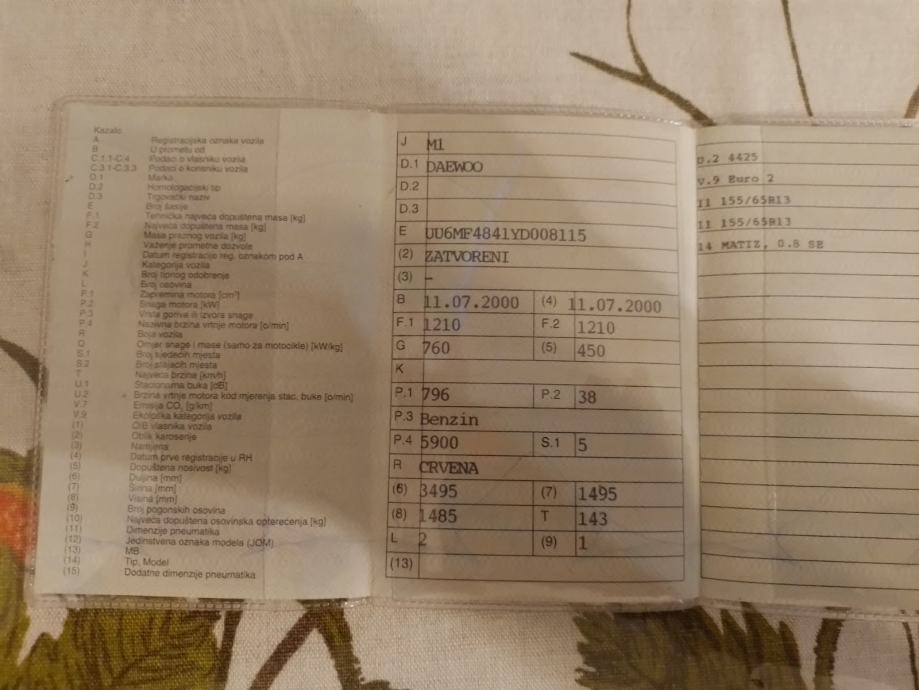 Kazalo
A Registracijska oznaka vozila
B U prometu od
C.1.1-C.4 Podaci o vlasniku vozila
C.3.1-C.3.3 Podaci o korisniku vozila
D.1 Marka
D.2 Homologacijski tip
D.3 Trgovački naziv
E Broj šasije
F.1 Tehnička najveća dopuštena masa [kg]
F.2 Najveća dopuštena masa [kg]
G Masa praznog vozila [kg]
H Važenje prometne dozvole
I Datum registracije reg. oznakom pod A
J Kategorija vozila
K Broj tipnog odobrenja
L Broj osovina
P.1 Zapremina motora [cm³]
P.2 Snaga motora [kW]
P.3 Vrsta goriva ili izvora snage
P.4 Nazivna brzina vrtnje motora [o/min]
R Boja vozila
Q Omjer snage i mase (samo za motocikle) [kW/kg]
S.1 Broj sjedećih mjesta
S.2 Broj stajaćih mjesta
T Najveća brzina [km/h]
U.1 Stacionarna buka [dB]
U.2 Brzina vrtnje motora kod mjerenja stac. buke [o/min]
V.7 Emisija CO₂ [g/km]
V.9 Ekološka kategorija vozila
(1) OIB vlasnika vozila
(2) Oblik karoserije
(3) Namjena
(4) Datum prve registracije u RH
(5) Dopuštena nosivost [kg]
(6) Duljina [mm]
(7) Širina [mm]
(8) Visina [mm]
(9) Broj pogonskih osovina
(10) Najveća dopuštena osovinska opterećenja [kg]
(11) Dimenzije pneumatika
(12) Jedinstvena oznaka modela (JOM)
(13) MB
(14) Tip, Model
(15) Dodatne dimenzije pneumatika
J M1
D.1 DAEWOO
D.2
D.3
E UU6MF4841YD008115
(2) ZATVORENI
(3) -
B 11.07.2000 (4) 11.07.2000
F.1 1210 F.2 1210
G 760 (5) 450
K
P.1 796 P.2 38
P.3 Benzin
P.4 5900 S.1 5
R CRVENA
(6) 3495 (7) 1495
(8) 1485 T 143
L 2 (9) 1
(13)
U.2 4425
V.9 Euro 2
11 155/65R13
11 155/65R13
14 MATIZ, 0.8 SE